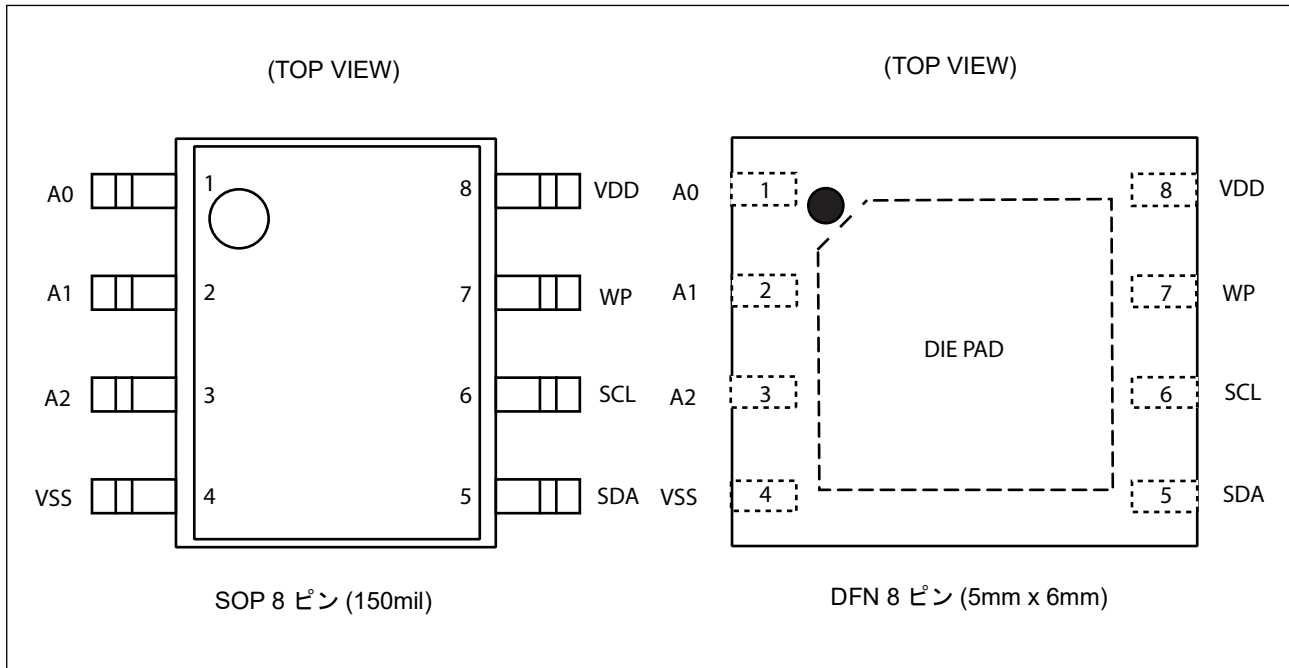 (TOP VIEW)
A0 1 8 VDD
A1 2 7 WP
A2 3 6 SCL
VSS 4 5 SDA
SOP 8 ピン (150mil)
(TOP VIEW)
A0 1 8 VDD
A1 2 7 WP
DIE PAD
A2 3 6 SCL
VSS 4 5 SDA
DFN 8 ピン (5mm x 6mm)